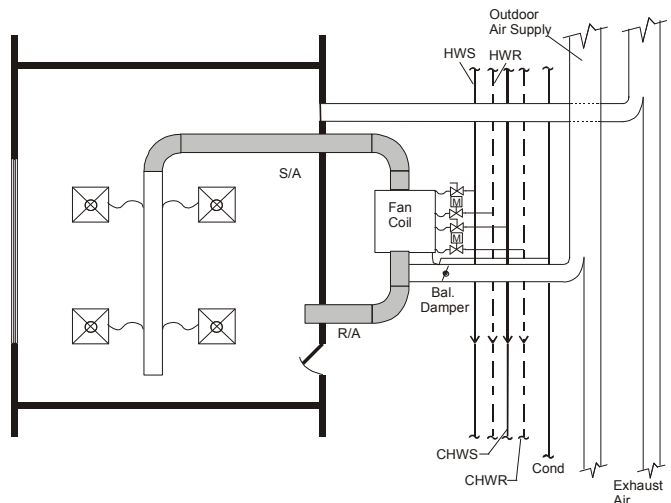 Outdoor
Air Supply
HWS
HWR
S/A
Fan
Coil
M
M
Bal.
Damper
R/A
CHWS
CHWR
Cond
Exhaust
Air